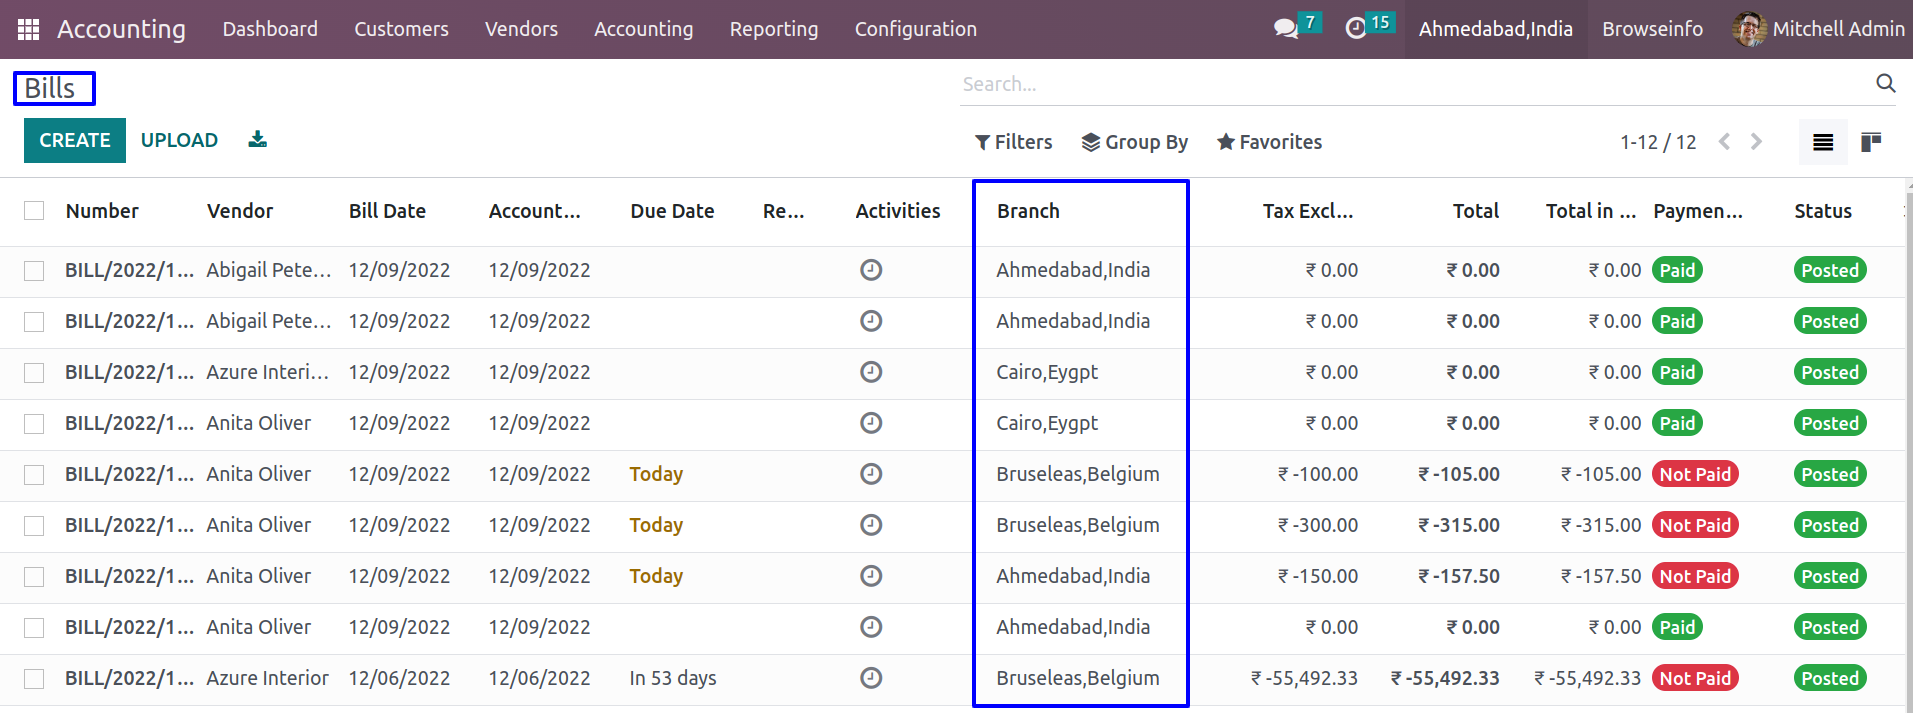 Accounting Dashboard Customers Vendors Accounting Reporting Configuration 7 15 Ahmedabad,India Browseinfo Mitchell Admin
Bills Search...
CREATE UPLOAD Filters Group By Favorites 1-12 / 12
Number Vendor Bill Date Account... Due Date Re... Activities Branch Tax Excl... Total Total in ... Paymen... Status
BILL/2022/1... Abigail Pete... 12/09/2022 12/09/2022 Ahmedabad,India ₹ 0.00 ₹ 0.00 ₹ 0.00 Paid Posted
BILL/2022/1... Abigail Pete... 12/09/2022 12/09/2022 Ahmedabad,India ₹ 0.00 ₹ 0.00 ₹ 0.00 Paid Posted
BILL/2022/1... Azure Interi... 12/09/2022 12/09/2022 Cairo,Eygpt ₹ 0.00 ₹ 0.00 ₹ 0.00 Paid Posted
BILL/2022/1... Anita Oliver 12/09/2022 12/09/2022 Cairo,Eygpt ₹ 0.00 ₹ 0.00 ₹ 0.00 Paid Posted
BILL/2022/1... Anita Oliver 12/09/2022 12/09/2022 Today Bruseleas,Belgium ₹ -100.00 ₹ -105.00 ₹ -105.00 Not Paid Posted
BILL/2022/1... Anita Oliver 12/09/2022 12/09/2022 Today Bruseleas,Belgium ₹ -300.00 ₹ -315.00 ₹ -315.00 Not Paid Posted
BILL/2022/1... Anita Oliver 12/09/2022 12/09/2022 Today Ahmedabad,India ₹ -150.00 ₹ -157.50 ₹ -157.50 Not Paid Posted
BILL/2022/1... Anita Oliver 12/09/2022 12/09/2022 Ahmedabad,India ₹ 0.00 ₹ 0.00 ₹ 0.00 Paid Posted
BILL/2022/1... Azure Interior 12/06/2022 12/06/2022 In 53 days Bruseleas,Belgium ₹ -55,492.33 ₹ -55,492.33 ₹ -55,492.33 Not Paid Posted